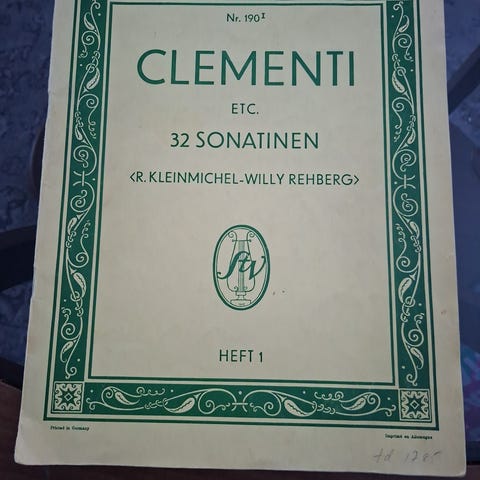 Nr. 190 I
CLEMENTI
ETC.
32 SONATINEN
<R. KLEINMICHEL-WILLY REHBERG>
HEFT 1
Printed in Germany
Imprimé en Allemagne